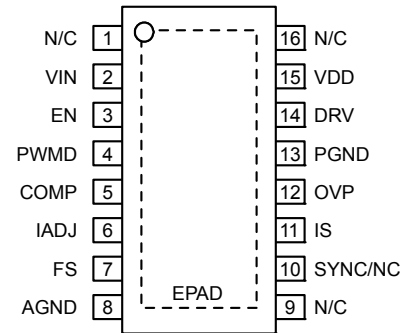 N/C 1 16 N/C
VIN 2 15 VDD
EN 3 14 DRV
PWMD 4 13 PGND
COMP 5 12 OVP
IADJ 6 11 IS
FS 7 10 SYNC/NC
AGND 8 EPAD 9 N/C